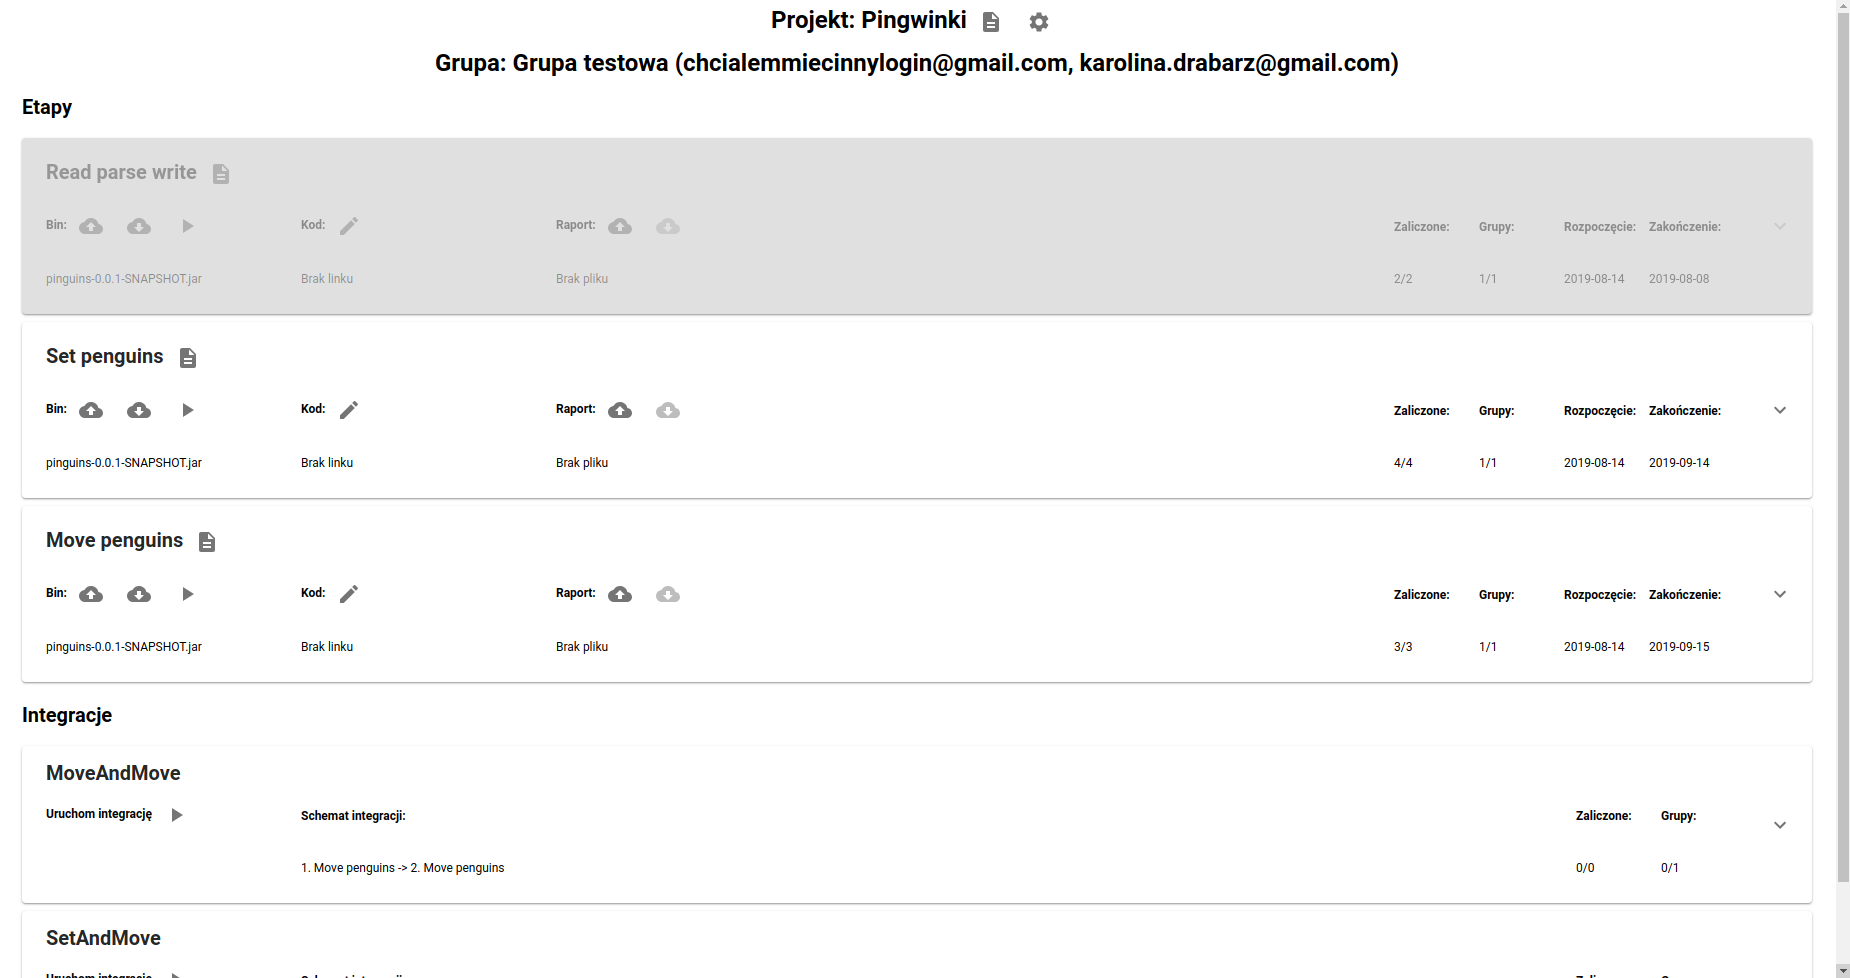 Projekt: Pingwinki
Grupa: Grupa testowa (chcialemmiecinnylogin@gmail.com, karolina.drabarz@gmail.com)
Etapy
Read parse write
Bin: Kod: Raport: Zaliczone: Grupy: Rozpoczęcie: Zakończenie:
pinguins-0.0.1-SNAPSHOT.jar Brak linku Brak pliku 2/2 1/1 2019-08-14 2019-08-08
Set penguins
Bin: Kod: Raport: Zaliczone: Grupy: Rozpoczęcie: Zakończenie:
pinguins-0.0.1-SNAPSHOT.jar Brak linku Brak pliku 4/4 1/1 2019-08-14 2019-09-14
Move penguins
Bin: Kod: Raport: Zaliczone: Grupy: Rozpoczęcie: Zakończenie:
pinguins-0.0.1-SNAPSHOT.jar Brak linku Brak pliku 3/3 1/1 2019-08-14 2019-09-15
Integracje
MoveAndMove
Uruchom integrację Schemat integracji: Zaliczone: Grupy:
1. Move penguins -> 2. Move penguins 0/0 0/1
SetAndMove